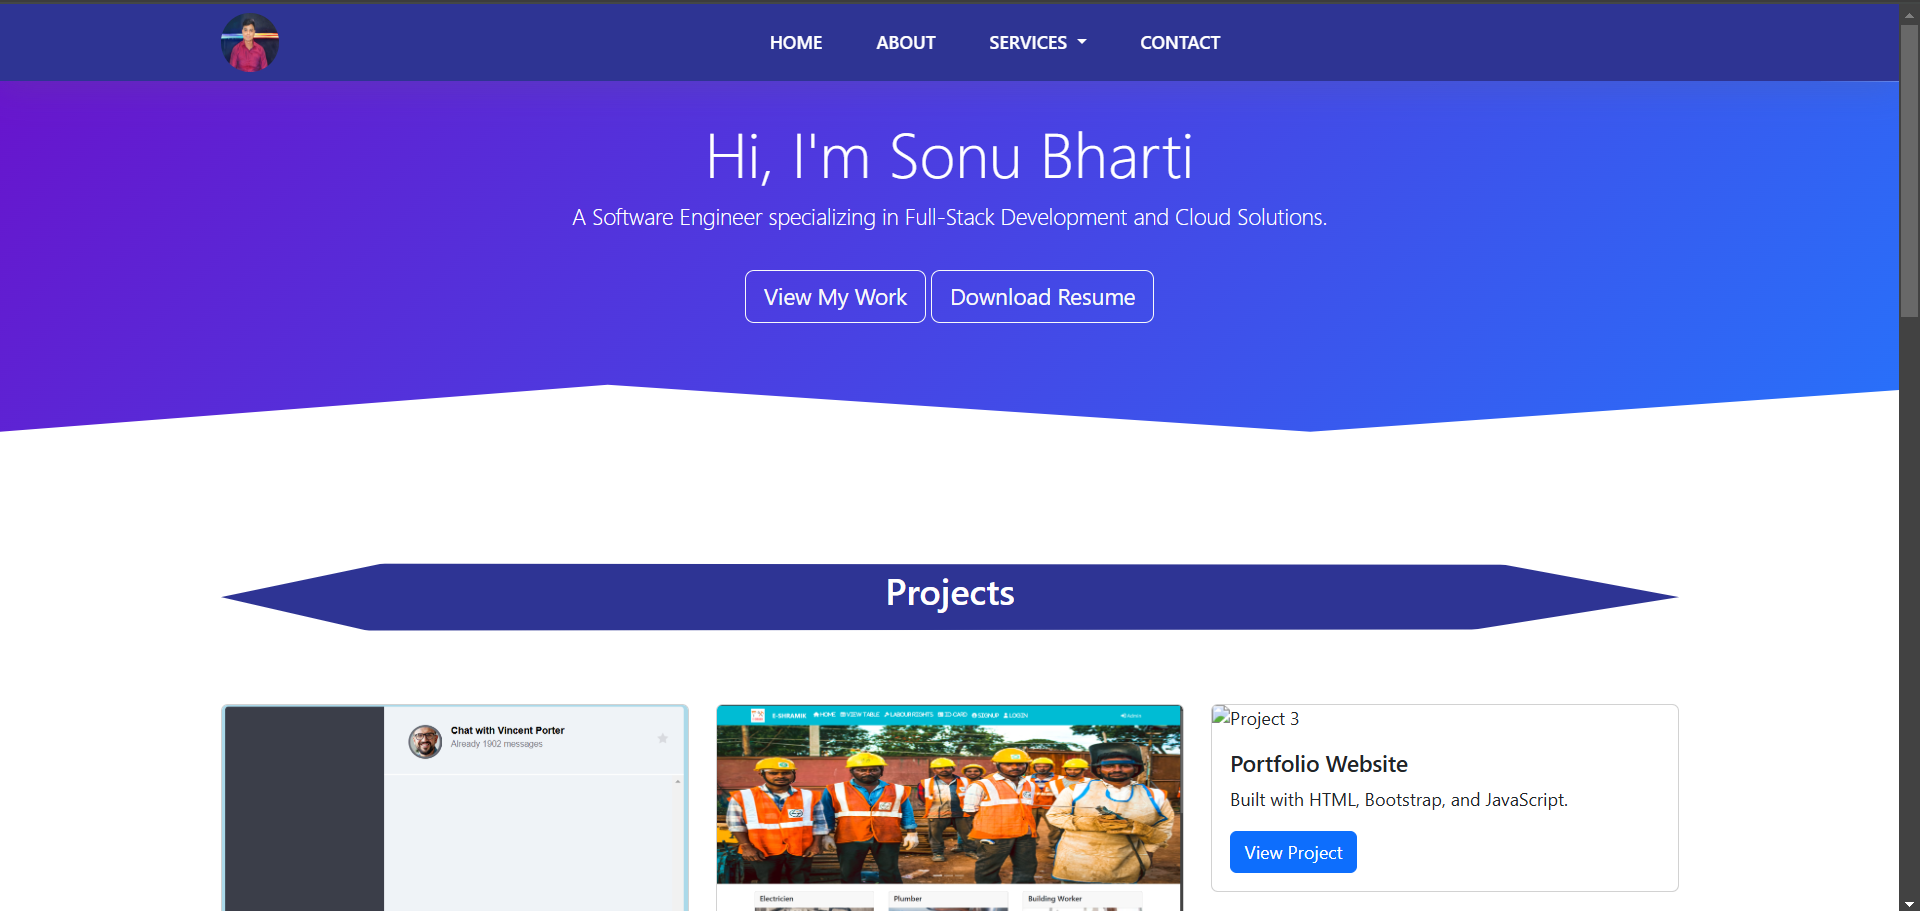 HOME ABOUT SERVICES CONTACT
Hi, I'm Sonu Bharti
A Software Engineer specializing in Full-Stack Development and Cloud Solutions.
View My Work Download Resume
Projects
Chat with Vincent Porter
Already 1902 messages
E-SHRAMIK HOME VIEW TABLE LABOUR RIGHTS ID CARD SIGNUP LOGIN
Electricien Plumber Building Worker
Project 3
Portfolio Website
Built with HTML, Bootstrap, and JavaScript.
View Project